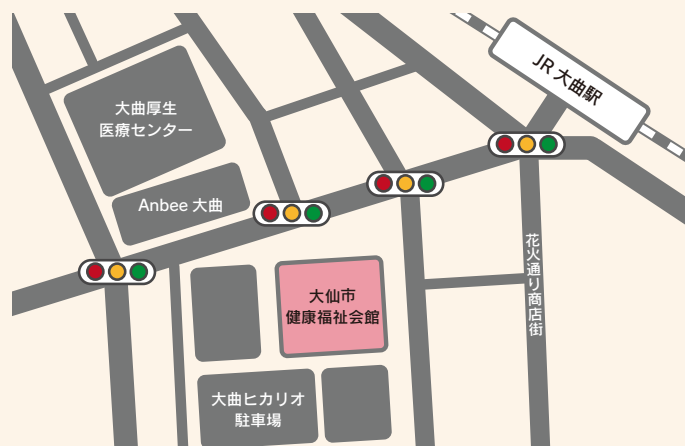 JR 大曲駅
大曲厚生
医療センター
Anbee 大曲
花火通り商店街
大仙市
健康福祉会館
大曲ヒカリオ
駐車場